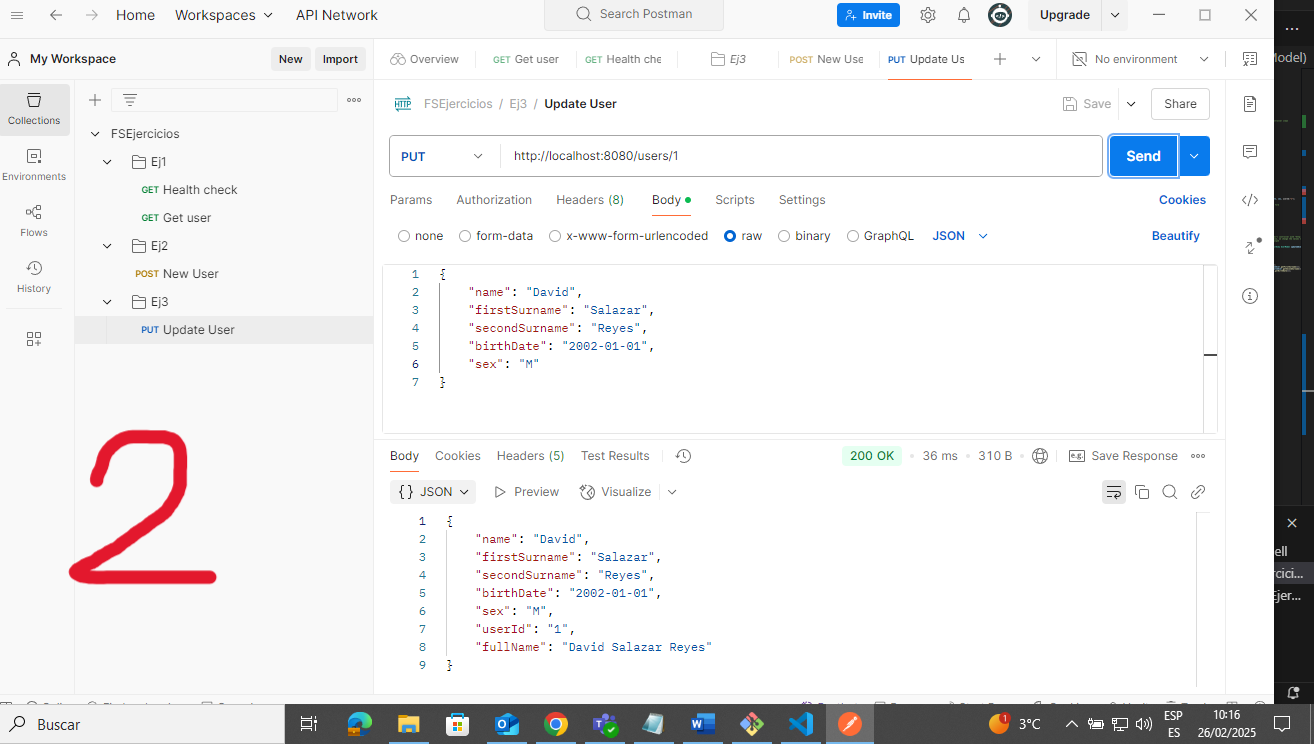 Home Workspaces API Network Search Postman Invite Upgrade
My Workspace New Import Overview GET Get user GET Health che Ej3 POST New Use PUT Update Us No environment
Collections
Environments
Flows
History
FSEjercicios
Ej1
GET Health check
GET Get user
Ej2
POST New User
Ej3
PUT Update User
2
HTTP FSEjercicios / Ej3 / Update User Save Share
PUT http://localhost:8080/users/1 Send
Params Authorization Headers (8) Body Scripts Settings Cookies
none form-data x-www-form-urlencoded raw binary GraphQL JSON Beautify
1 {
2 "name": "David",
3 "firstSurname": "Salazar",
4 "secondSurname": "Reyes",
5 "birthDate": "2002-01-01",
6 "sex": "M"
7 }
Body Cookies Headers (5) Test Results 200 OK 36 ms 310 B e.g. Save Response
{} JSON Preview Visualize
1 {
2 "name": "David",
3 "firstSurname": "Salazar",
4 "secondSurname": "Reyes",
5 "birthDate": "2002-01-01",
6 "sex": "M",
7 "userId": "1",
8 "fullName": "David Salazar Reyes"
9 }
lodel)
ell
rcici...
Ejer...
Buscar 1 3°C ESP ES 10:16 26/02/2025